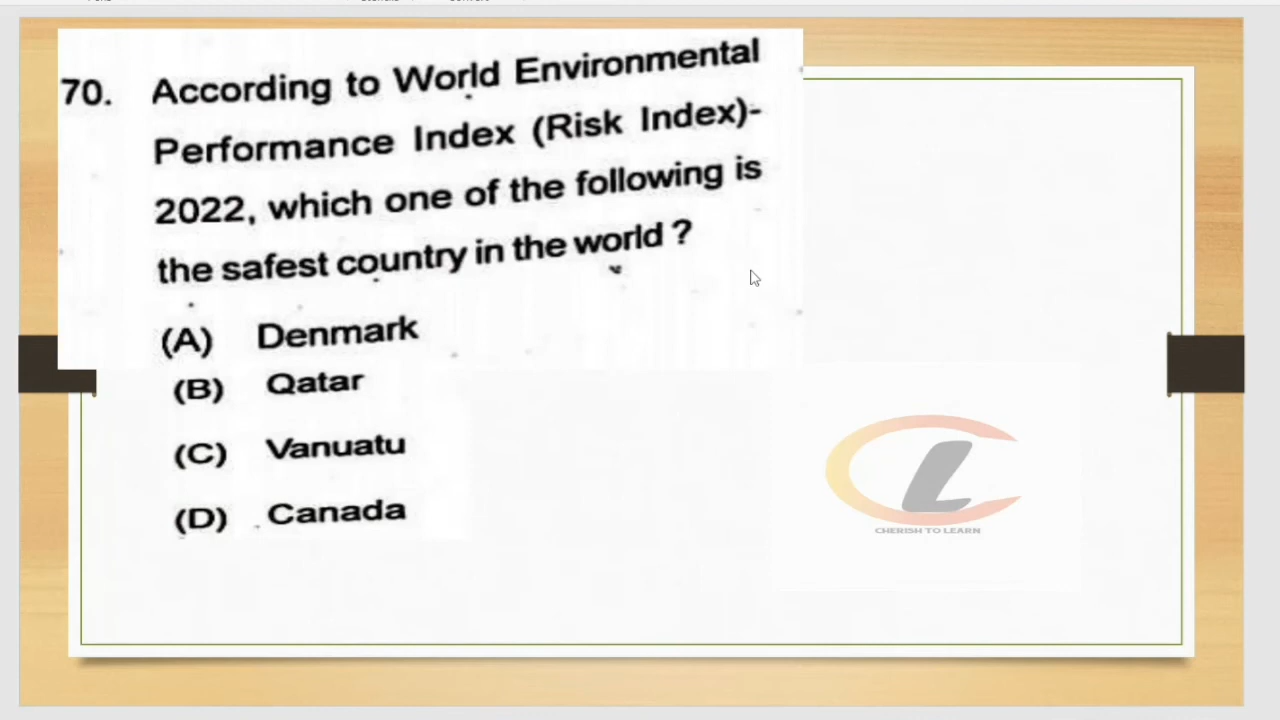 70. According to World Environmental
Performance Index (Risk Index)-
2022, which one of the following is
the safest country in the world ?
(A) Denmark
(B) Qatar
(C) Vanuatu
(D) Canada
CL
CHERISH TO LEARN